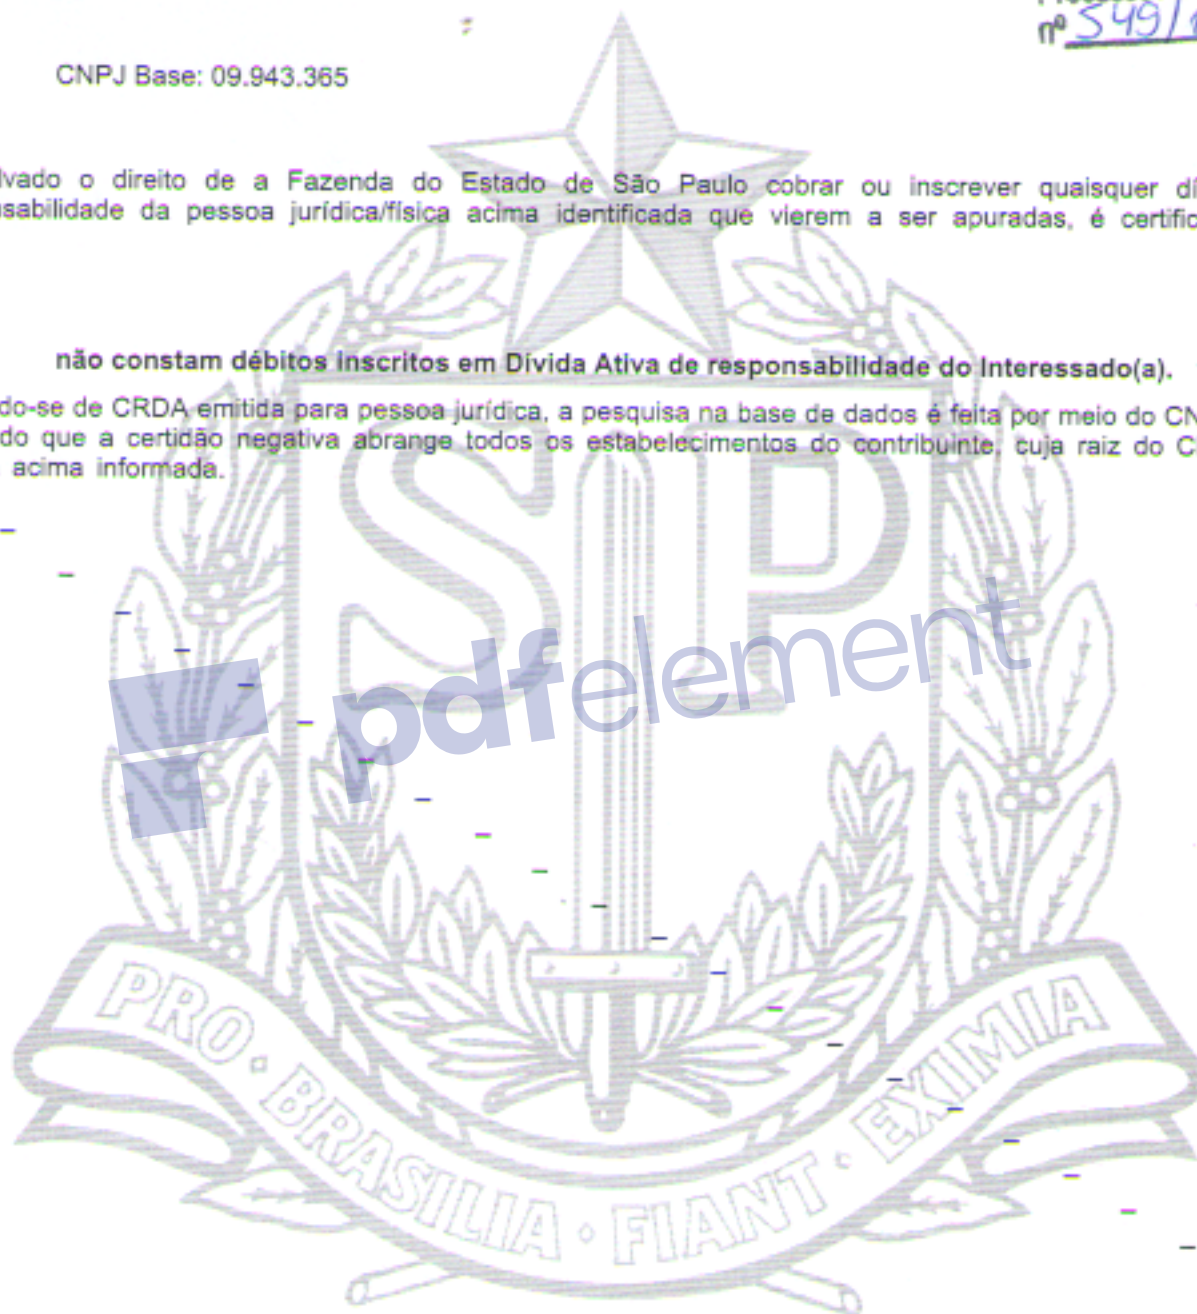 nº 549/
CNPJ Base: 09.943.365
lvado o direito de a Fazenda do Estado de São Paulo cobrar ou inscrever quaisquer dí
nsabilidade da pessoa jurídica/física acima identificada que vierem a ser apuradas, é certific
não constam débitos inscritos em Dívida Ativa de responsabilidade do Interessado(a).
do-se de CRDA emitida para pessoa jurídica, a pesquisa na base de dados é feita por meio do CN
do que a certidão negativa abrange todos os estabelecimentos do contribuinte, cuja raiz do C
acima informada.
SP
pdfelement
PRO · BRASILIA · FIANT · EXIMIA